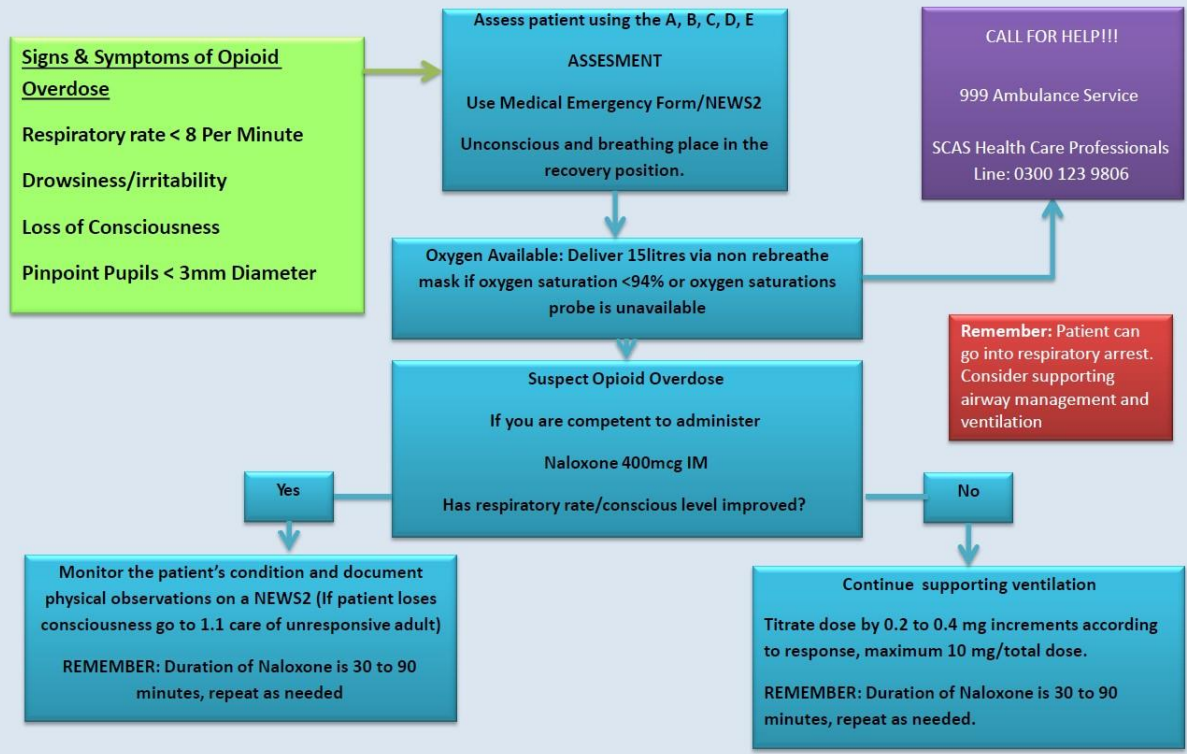 Signs & Symptoms of Opioid
Overdose
Respiratory rate < 8 Per Minute
Drowsiness/irritability
Loss of Consciousness
Pinpoint Pupils < 3mm Diameter
Assess patient using the A, B, C, D, E
ASSESMENT
Use Medical Emergency Form/NEWS2
Unconscious and breathing place in the
recovery position.
CALL FOR HELP!!!
999 Ambulance Service
SCAS Health Care Professionals
Line: 0300 123 9806
Oxygen Available: Deliver 15litres via non rebreathe
mask if oxygen saturation <94% or oxygen saturations
probe is unavailable
Remember: Patient can
go into respiratory arrest.
Consider supporting
airway management and
ventilation
Suspect Opioid Overdose
If you are competent to administer
Naloxone 400mcg IM
Has respiratory rate/conscious level improved?
Yes
No
Monitor the patient's condition and document
physical observations on a NEWS2 (If patient loses
consciousness go to 1.1 care of unresponsive adult)
REMEMBER: Duration of Naloxone is 30 to 90
minutes, repeat as needed
Continue supporting ventilation
Titrate dose by 0.2 to 0.4 mg increments according
to response, maximum 10 mg/total dose.
REMEMBER: Duration of Naloxone is 30 to 90
minutes, repeat as needed.